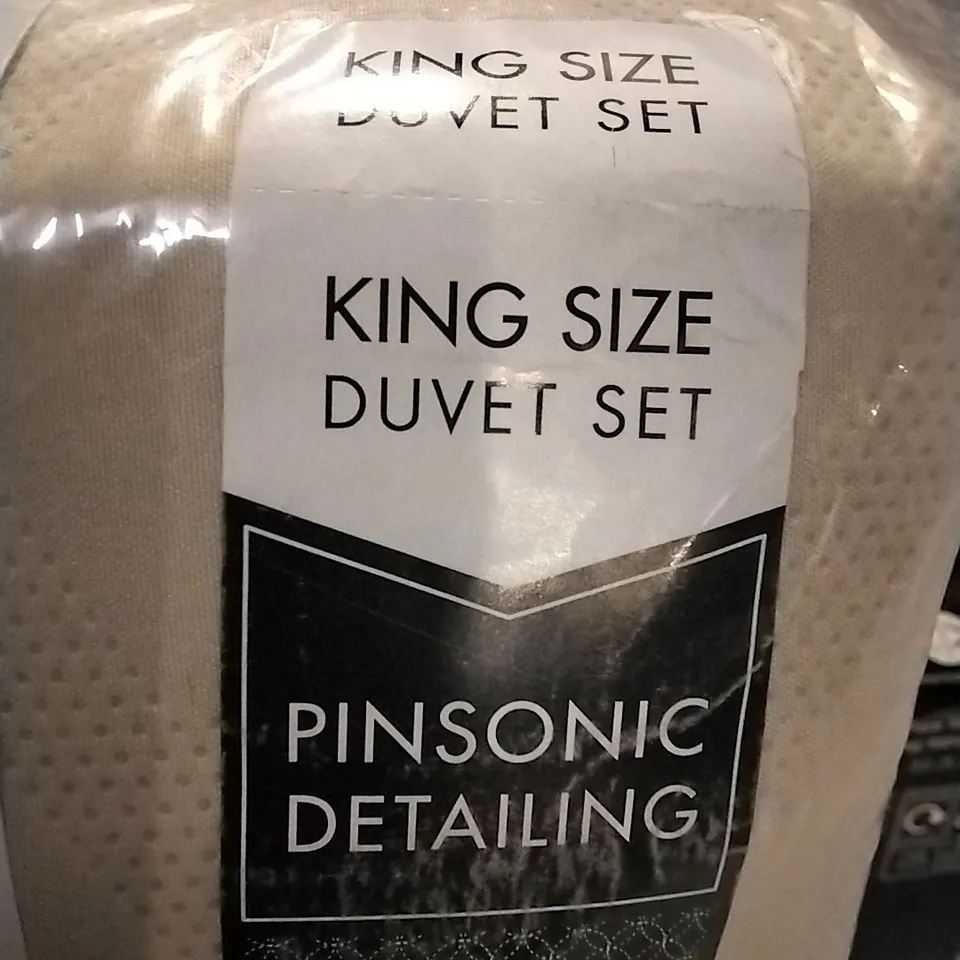 KING SIZE
DUVET SET
KING SIZE
DUVET SET
PINSONIC
DETAILING